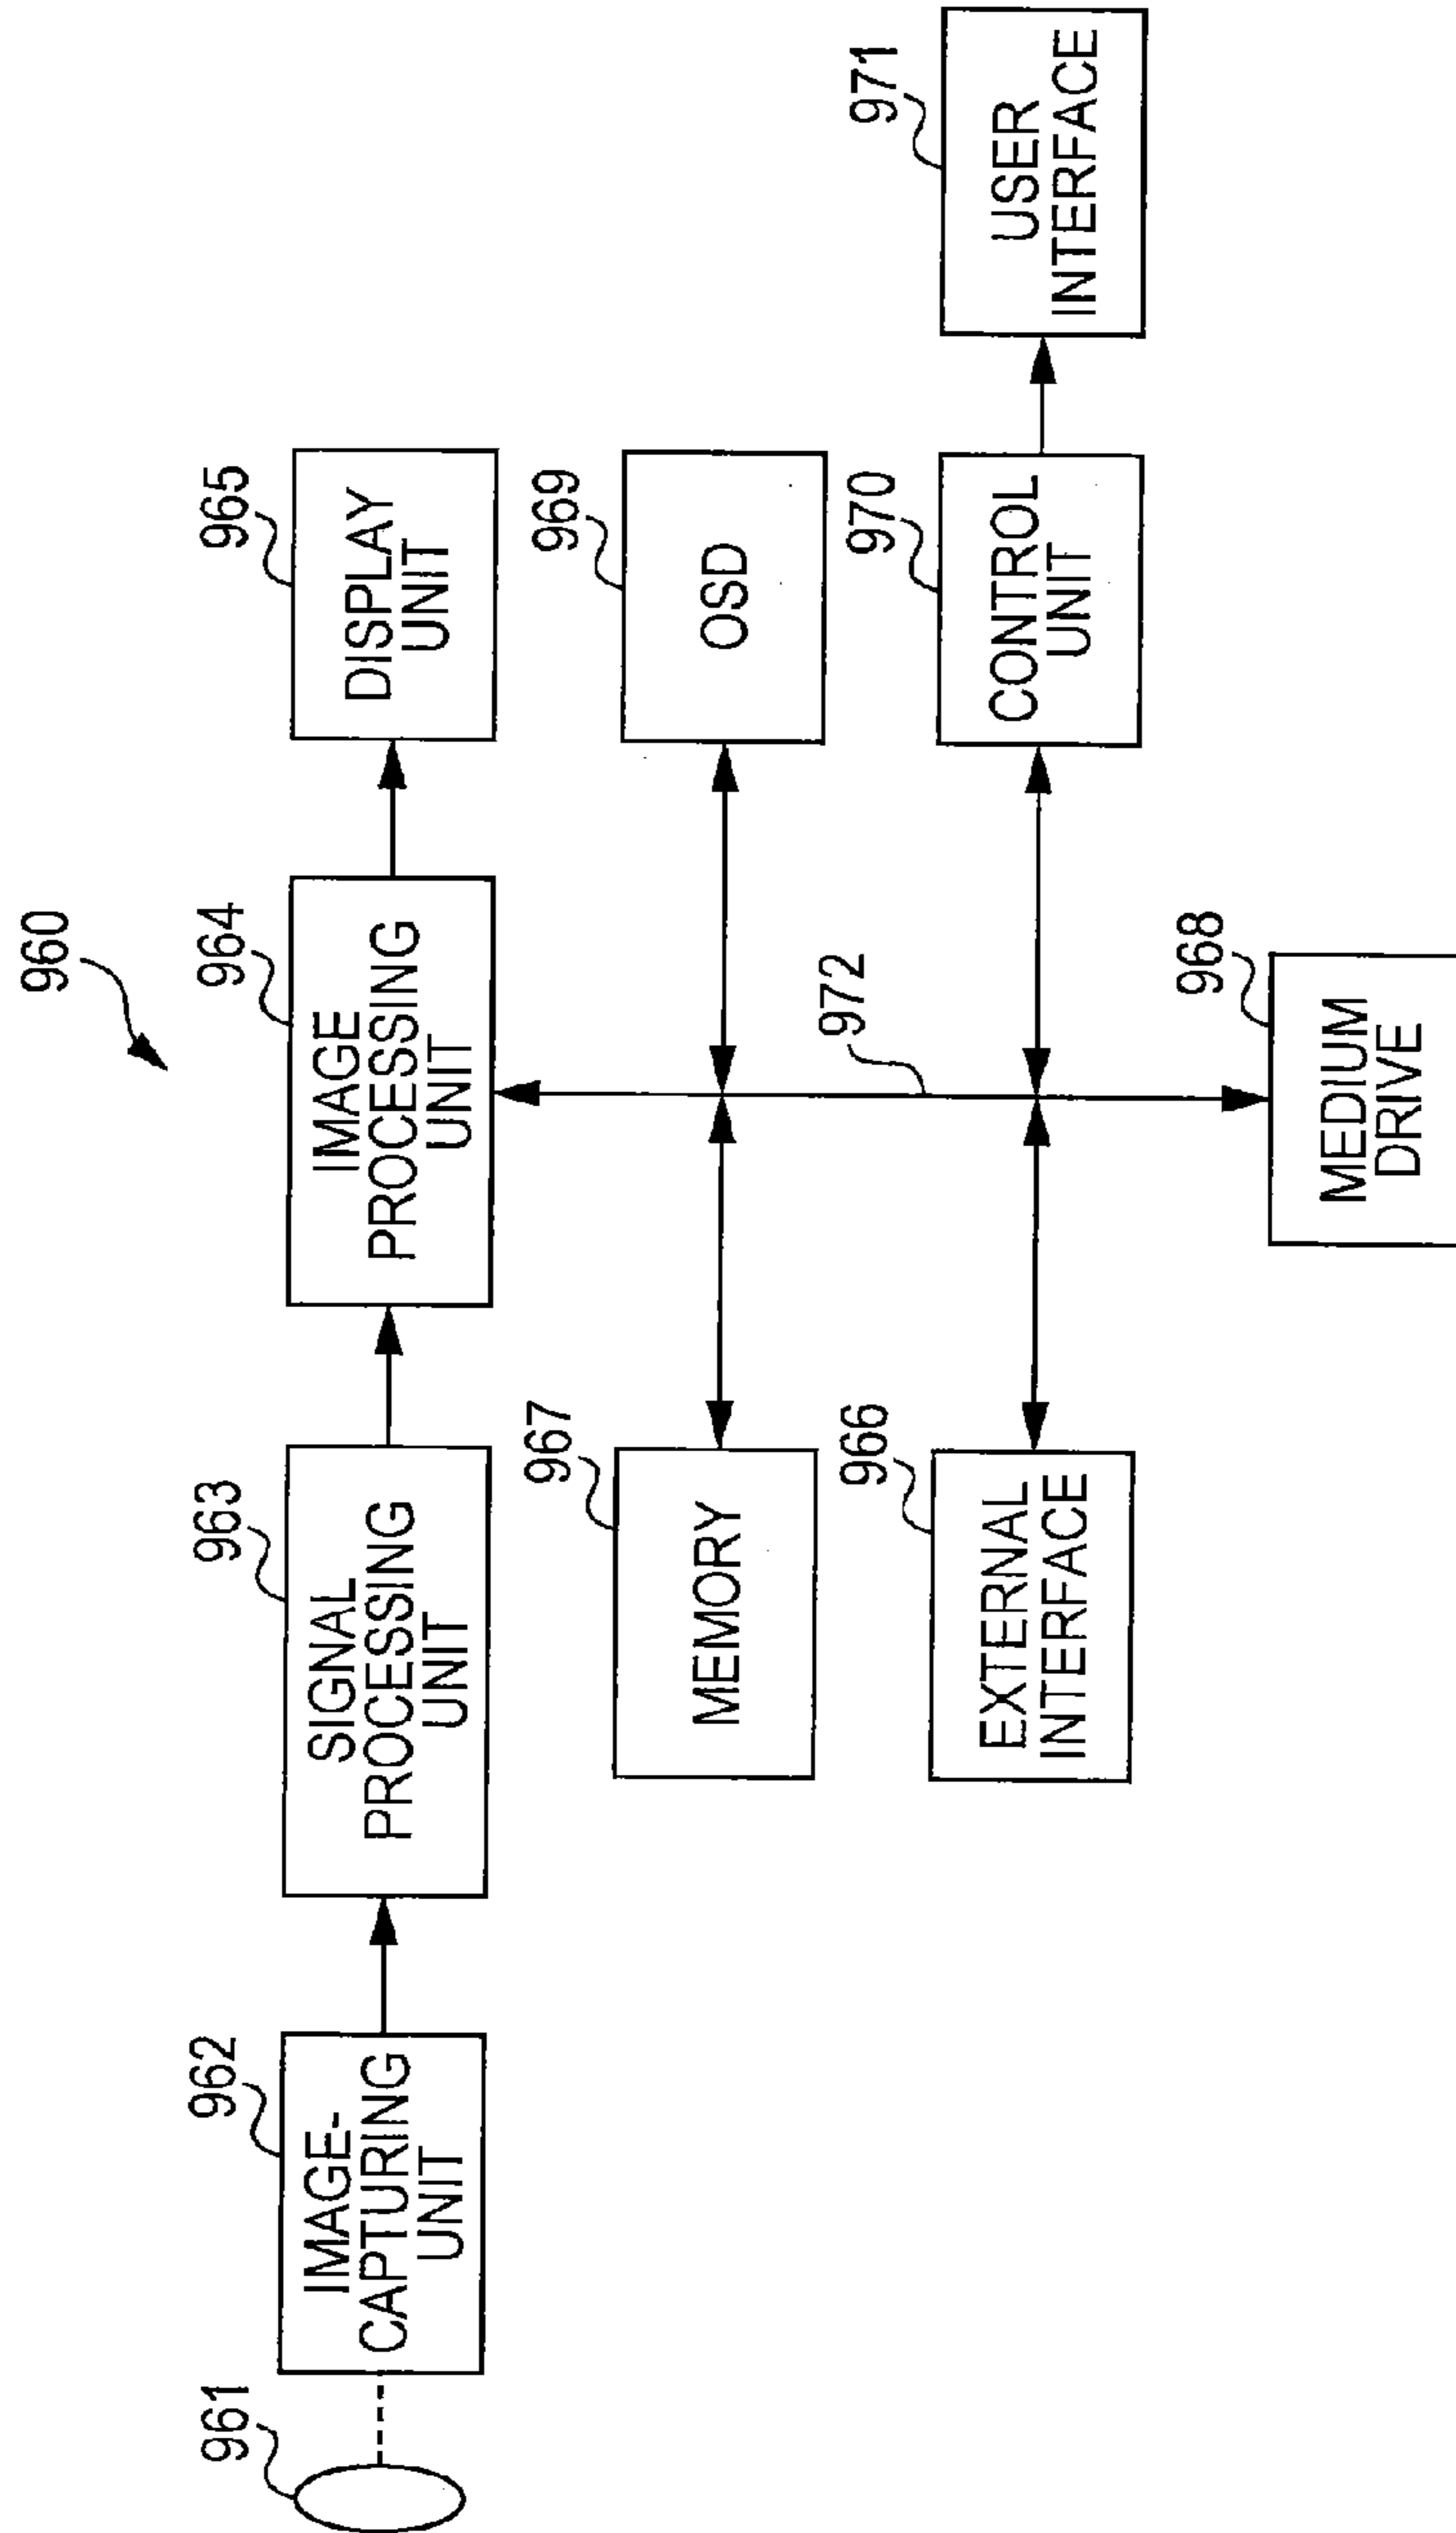 960
961
962
IMAGE-
CAPTURING
UNIT
963
SIGNAL
PROCESSING
UNIT
964
IMAGE
PROCESSING
UNIT
965
DISPLAY
UNIT
967
MEMORY
969
OSD
972
966
EXTERNAL
INTERFACE
970
CONTROL
UNIT
971
USER
INTERFACE
968
MEDIUM
DRIVE